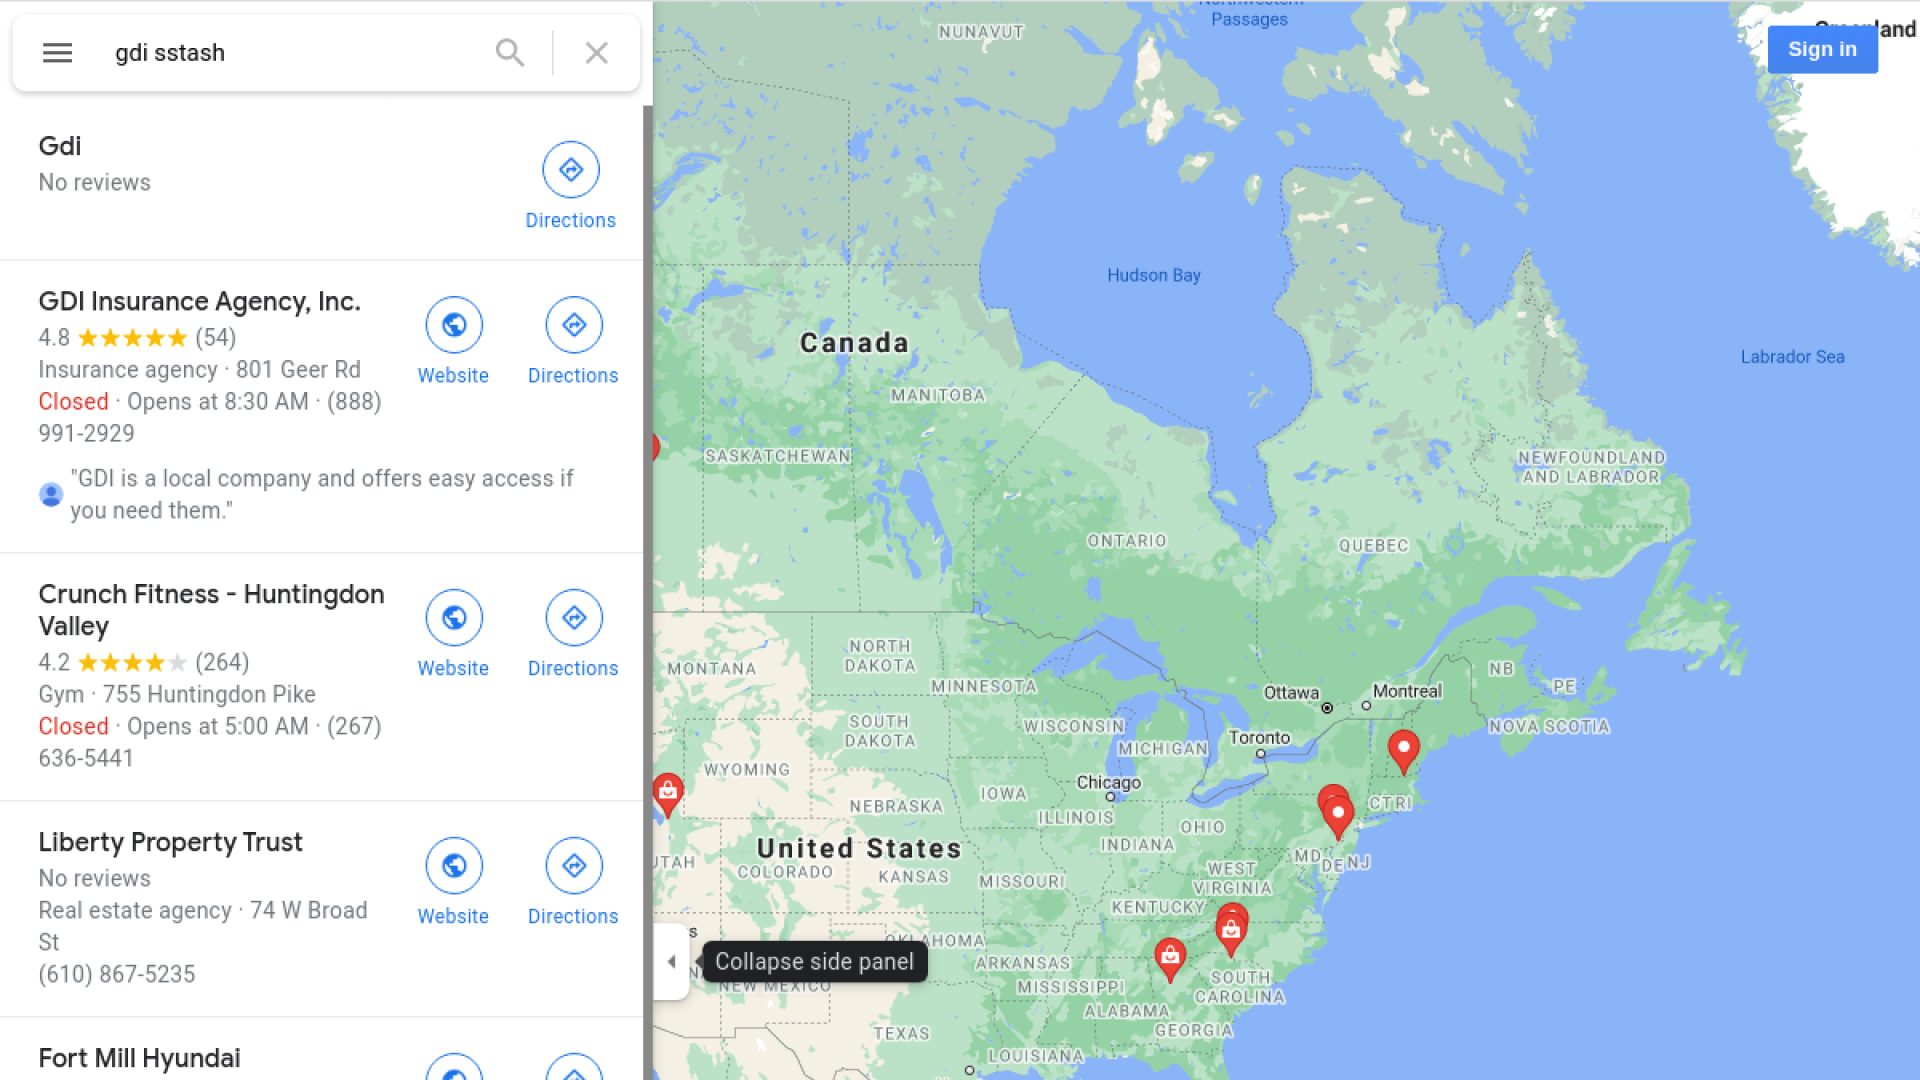 gdi sstash
Gdi
No reviews
Directions
GDI Insurance Agency, Inc.
4.8 (54)
Insurance agency · 801 Geer Rd
Closed · Opens at 8:30 AM · (888)
991-2929
Website
Directions
"GDI is a local company and offers easy access if
you need them."
Crunch Fitness - Huntingdon
Valley
4.2 (264)
Gym · 755 Huntingdon Pike
Closed · Opens at 5:00 AM · (267)
636-5441
Website
Directions
Liberty Property Trust
No reviews
Real estate agency · 74 W Broad
St
(610) 867-5235
Website
Directions
Fort Mill Hyundai
Sign in
Passages
NUNAVUT
Hudson Bay
Labrador Sea
Canada
MANITOBA
SASKATCHEWAN
NEWFOUNDLAND
AND LABRADOR
ONTARIO
QUEBEC
NORTH
DAKOTA
MONTANA
MINNESOTA
NB
PE
Ottawa
Montreal
NOVA SCOTIA
SOUTH
DAKOTA
WISCONSIN
MICHIGAN
Toronto
WYOMING
Chicago
IOWA
NEBRASKA
CT RI
ILLINOIS
OHIO
United States
INDIANA
MD
DE
NJ
UTAH
COLORADO
KANSAS
MISSOURI
WEST
VIRGINIA
KENTUCKY
OKLAHOMA
Collapse side panel
ARKANSAS
NEW MEXICO
MISSISSIPPI
SOUTH
CAROLINA
ALABAMA
GEORGIA
TEXAS
LOUISIANA